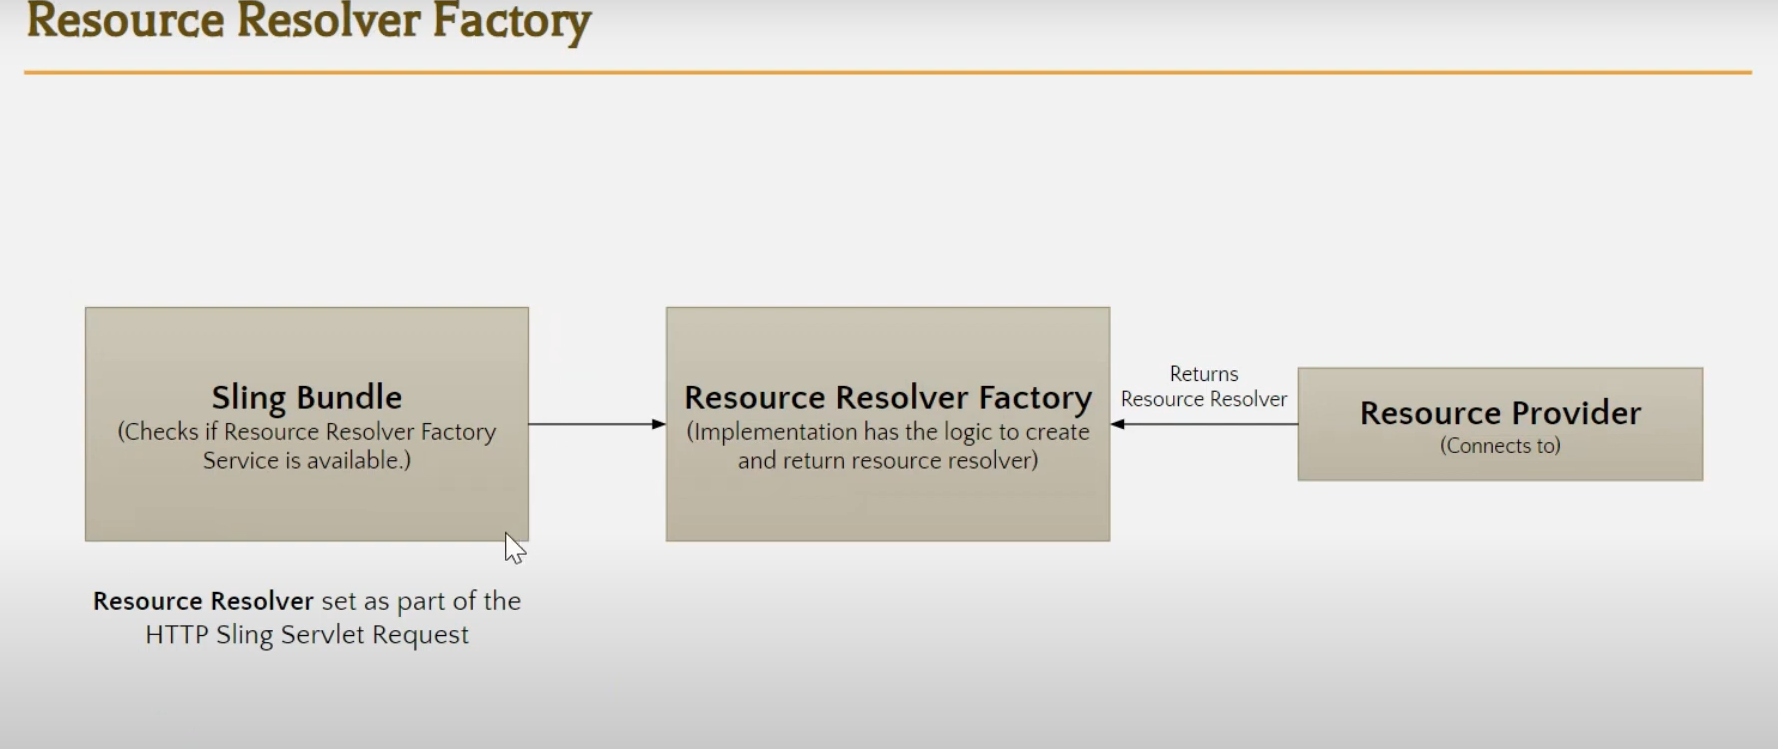 Resource Resolver Factory
Sling Bundle
(Checks if Resource Resolver Factory
Service is available.)
Resource Resolver Factory
(Implementation has the logic to create
and return resource resolver)
Returns
Resource Resolver
Resource Provider
(Connects to)
Resource Resolver set as part of the
HTTP Sling Servlet Request